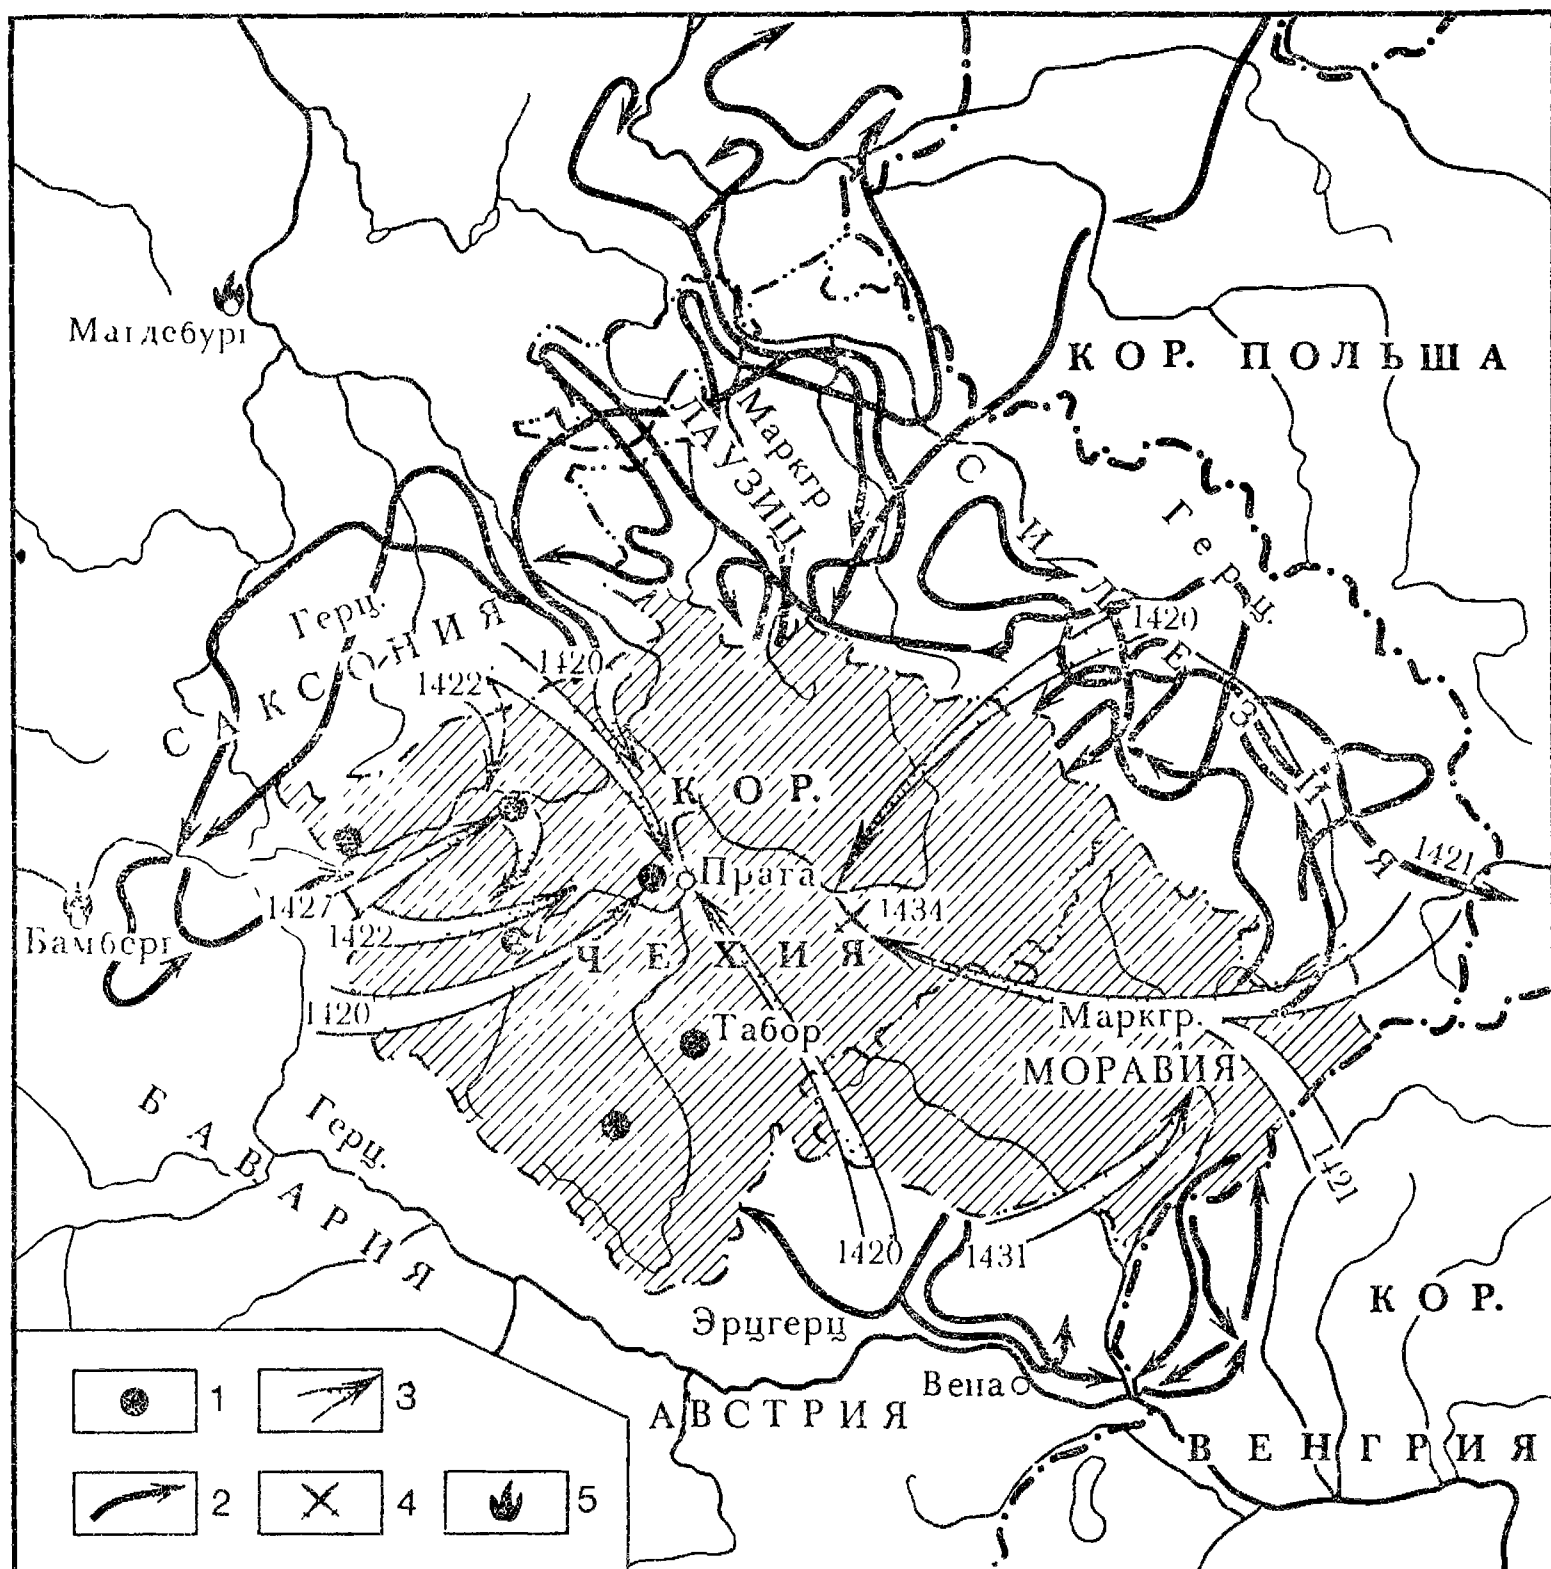 Магдебург
КОР. ПОЛЬША
Маркгр
ЛАУЗИЦ
СИЛЕЗИЯ
Герц.
1420
Герц.
САКСОНИЯ
1420
1422
КОР.
ЧЕХИЯ
Прага
1434
1421
1427
1422
Бамберг
1420
Табор
Маркгр.
МОРАВИЯ
Герц.
БАВАРИЯ
1421
1420
1431
КОР.
ВЕНГРИЯ
Эрцгерц
АВСТРИЯ
Вена
1
3
2
4
5